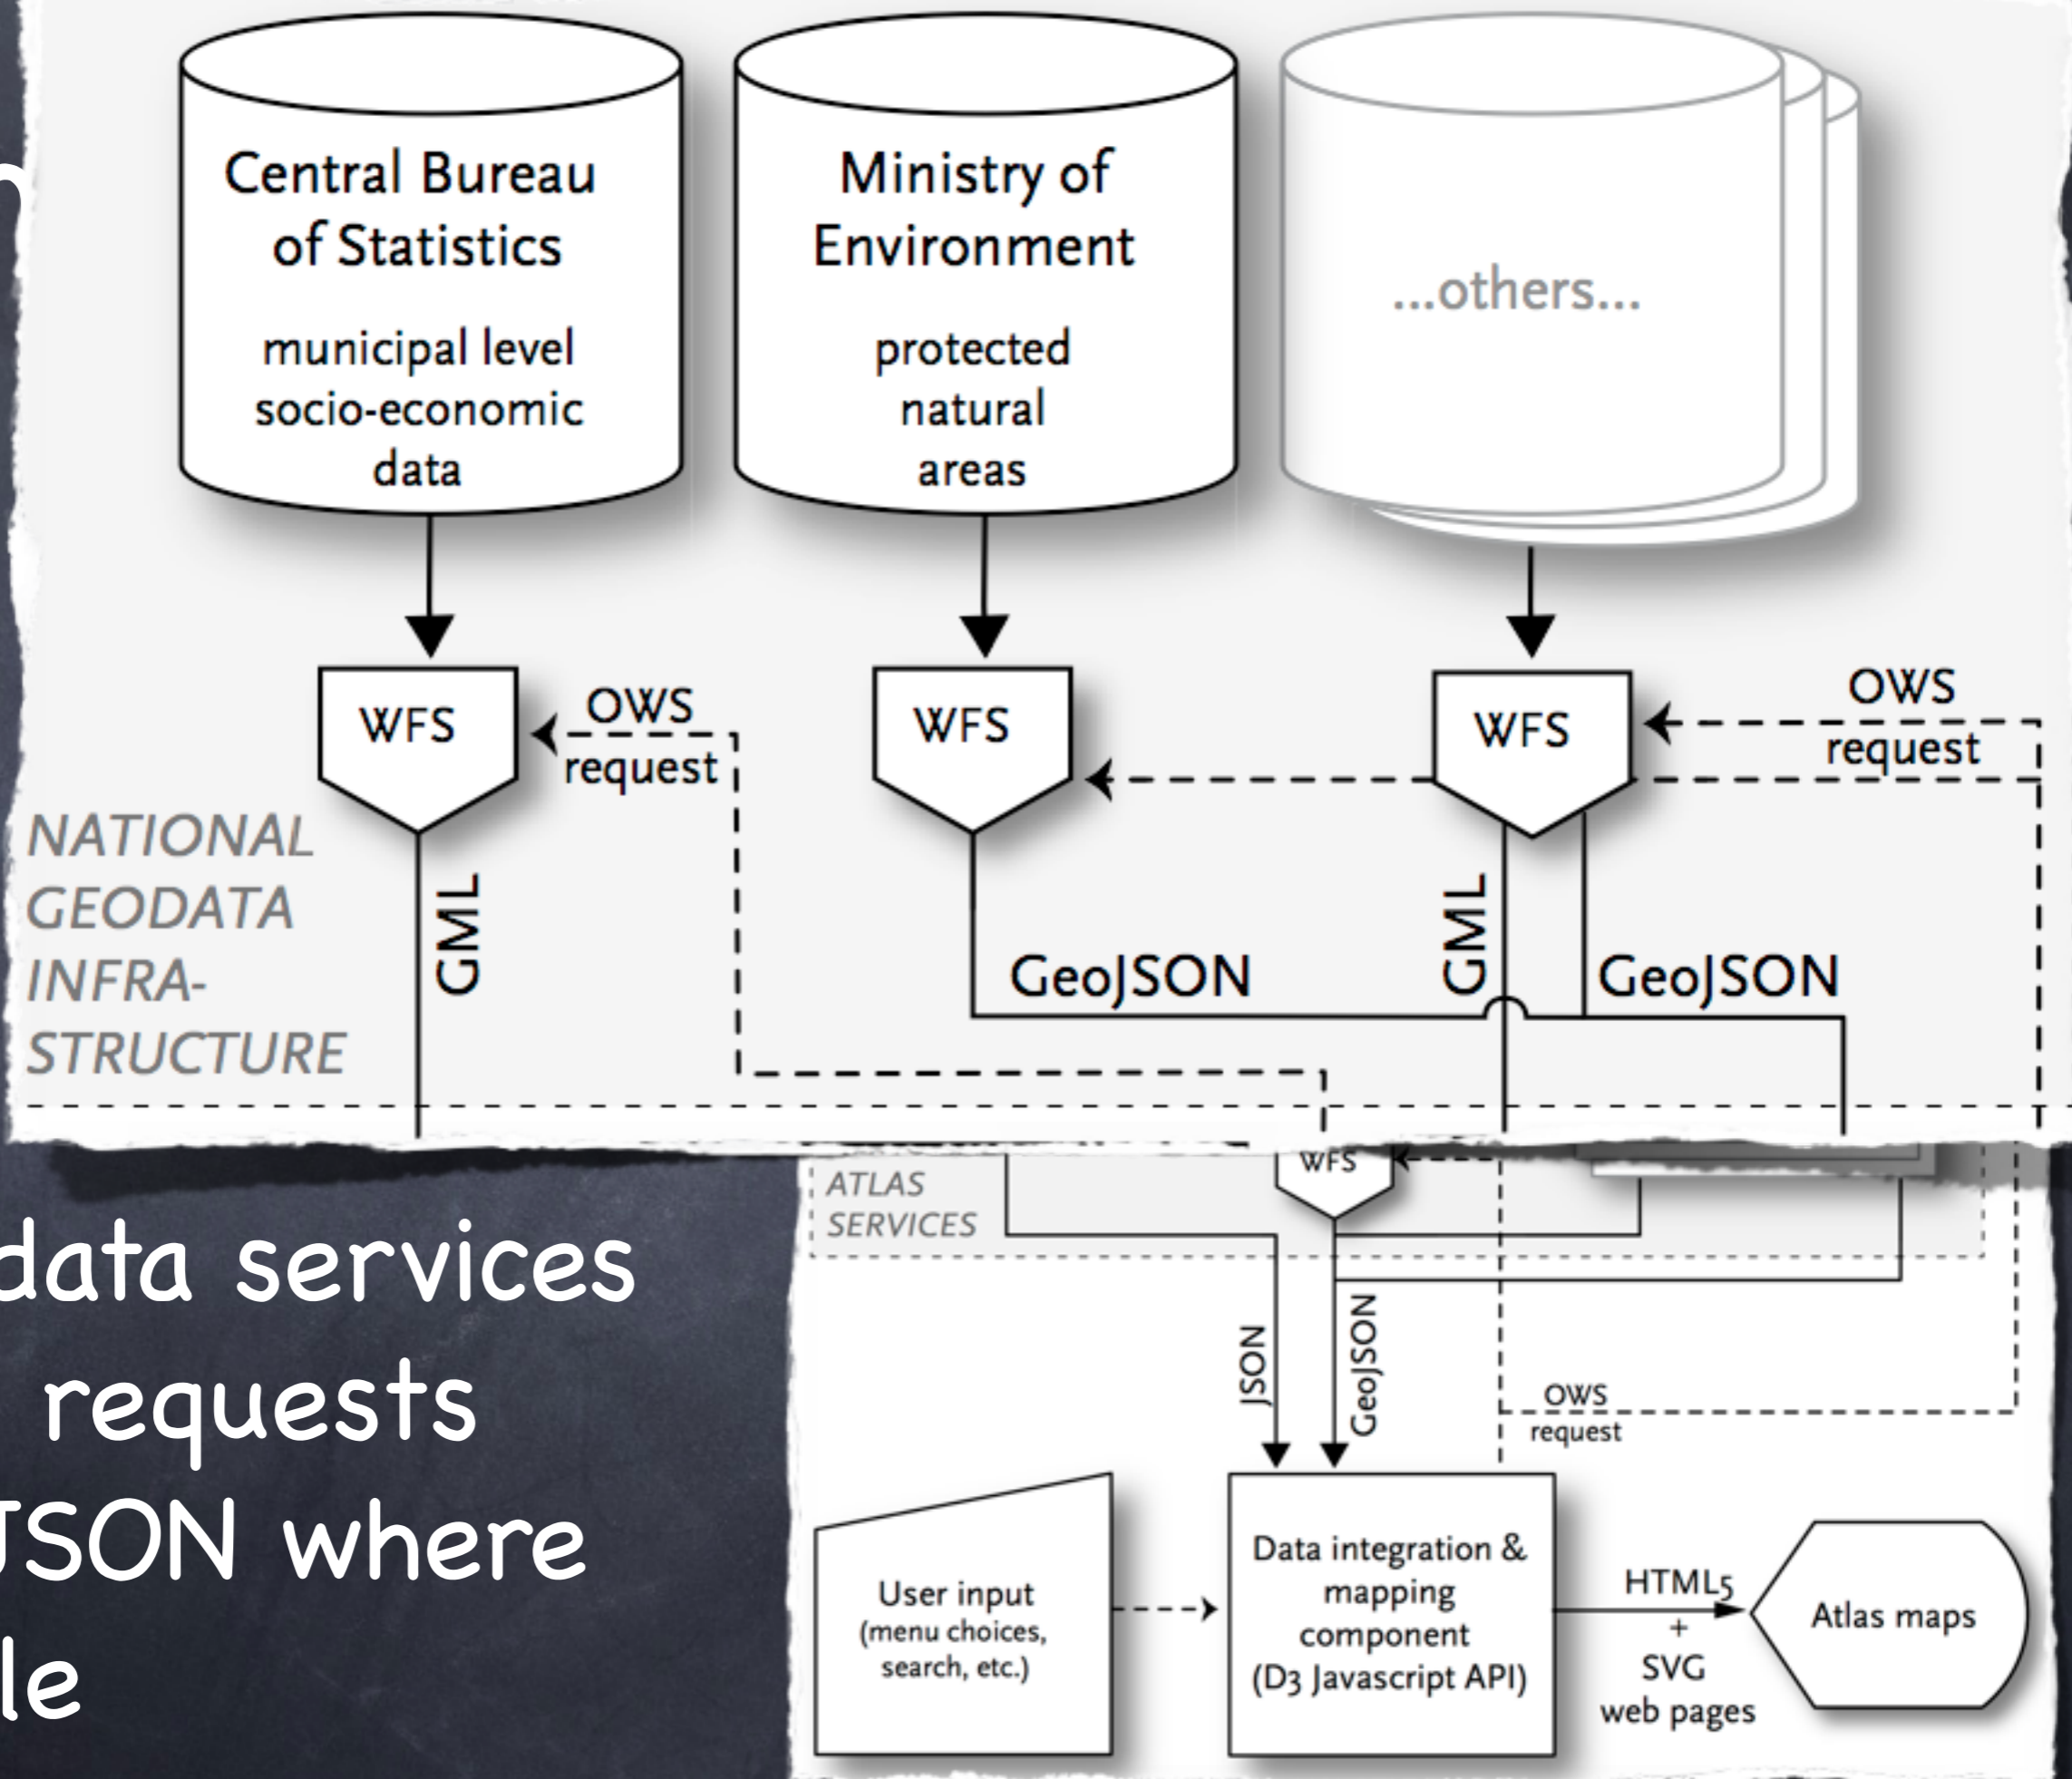 Central Bureau
of Statistics
municipal level
socio-economic
data
Ministry of
Environment
protected
natural
areas
...others...
WFS
OWS
request
WFS
WFS
OWS
request
NATIONAL
GEODATA
INFRA-
STRUCTURE
GML
GeoJSON
GML
GeoJSON
ATLAS
SERVICES
WFS
data services
requests
JSON where
le
JSON
GeoJSON
OWS
request
User input
(menu choices,
search, etc.)
Data integration &
mapping
component
(D3 Javascript API)
HTML5
+
SVG
web pages
Atlas maps